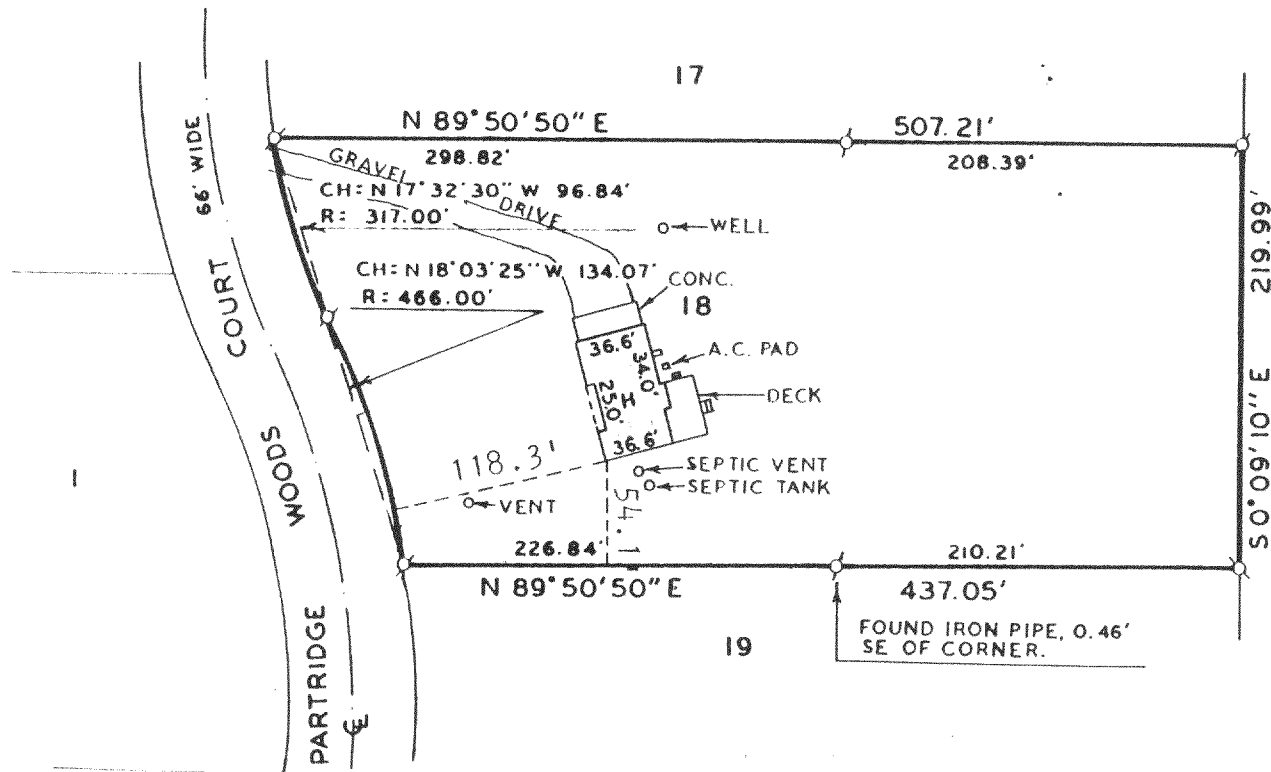 17
N 89°50'50" E
507.21'
298.82'
208.39'
66' WIDE
GRAVEL DRIVE
CH= N 17°32'30" W 96.84'
R= 317.00'
WELL
219.99'
CH= N 18°03'25" W 134.07'
R= 466.00'
CONC.
18
COURT
36.6'
34.0'
A.C. PAD
25.0'
H
DECK
S 0°09'10" E
36.6'
118.3'
SEPTIC VENT
SEPTIC TANK
1
WOODS
VENT
54.1'
226.84'
210.21'
N 89°50'50" E
437.05'
FOUND IRON PIPE, 0.46'
SE OF CORNER.
19
PARTRIDGE